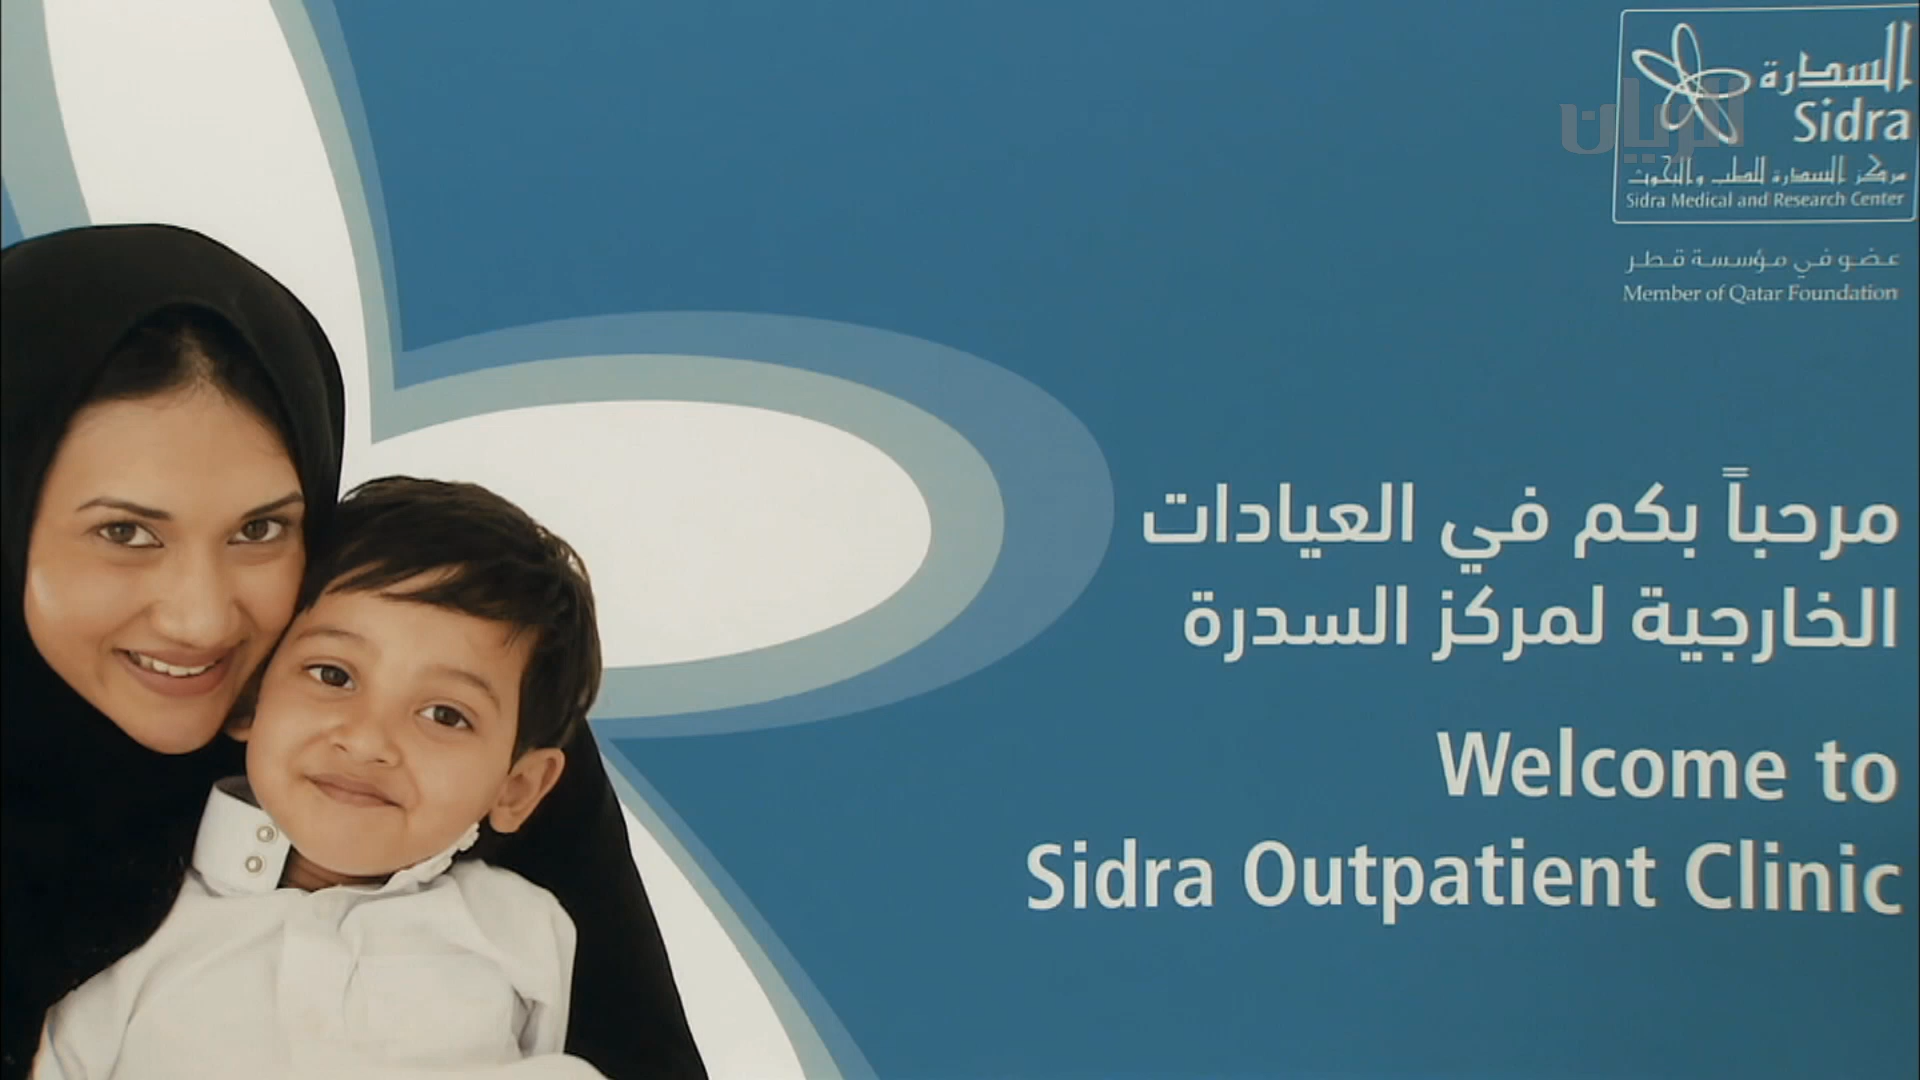 السدرة
Sidra
الريان
مركز السدرة للطب والبحوث
Sidra Medical and Research Center
عضو في مؤسسة قطر
Member of Qatar Foundation
مرحباً بكم في العيادات
الخارجية لمركز السدرة
Welcome to
Sidra Outpatient Clinic